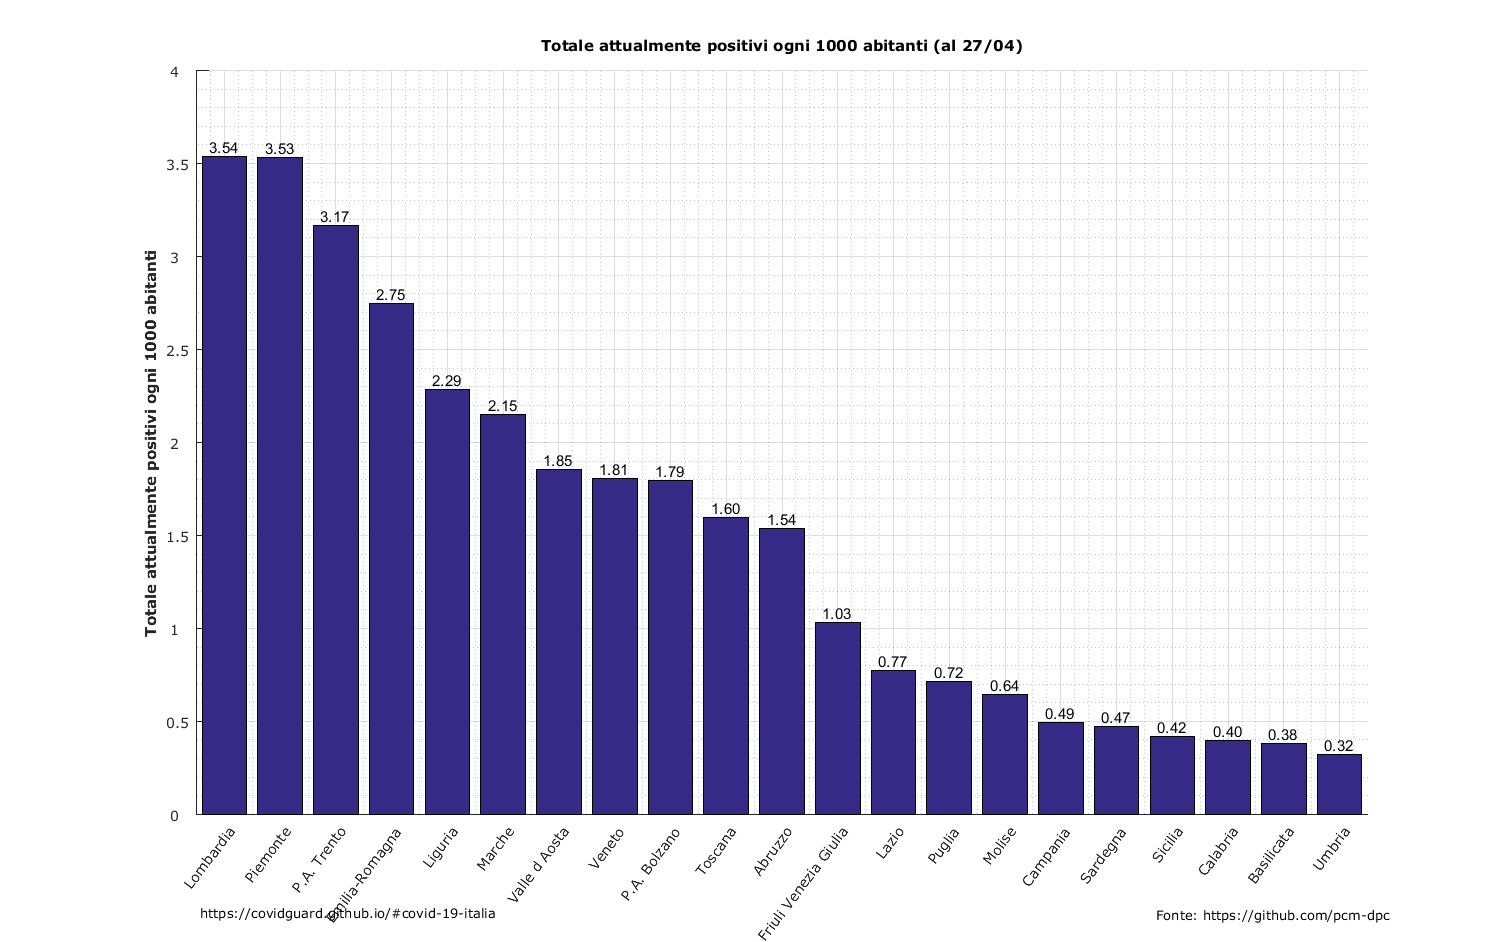 Totale attualmente positivi ogni 1000 abitanti (al 27/04)
Totale attualmente positivi ogni 1000 abitanti
4
3.5
3
2.5
2
1.5
1
0.5
0
3.54
3.53
3.17
2.75
2.29
2.15
1.85
1.81
1.79
1.60
1.54
1.03
0.77
0.72
0.64
0.49
0.47
0.42
0.40
0.38
0.32
Lombardia
Piemonte
P.A. Trento
Emilia-Romagna
Liguria
Marche
Valle d Aosta
Veneto
P.A. Bolzano
Toscana
Abruzzo
Friuli Venezia Giulia
Lazio
Puglia
Molise
Campania
Sardegna
Sicilia
Calabria
Basilicata
Umbria
https://covidguard.github.io/#covid-19-italia
Fonte: https://github.com/pcm-dpc